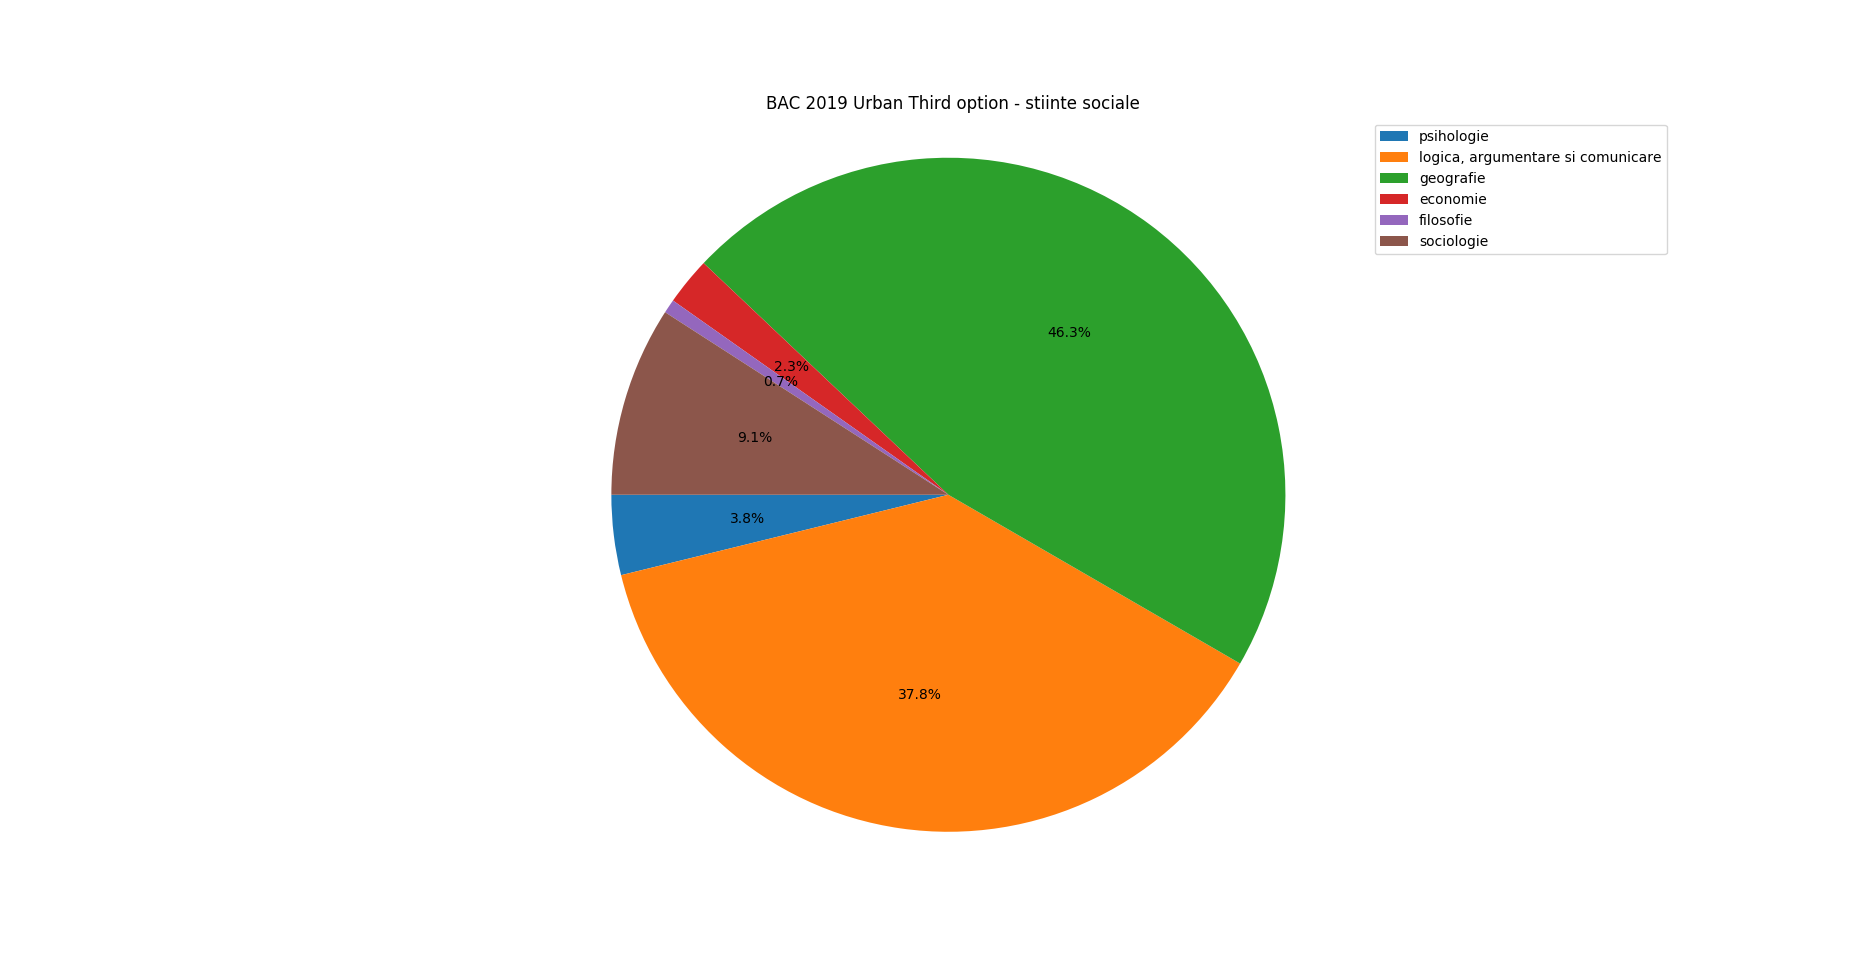 BAC 2019 Urban Third option - stiinte sociale
psihologie
logica, argumentare si comunicare
geografie
economie
filosofie
sociologie
46.3%
2.3%
0.7%
9.1%
3.8%
37.8%